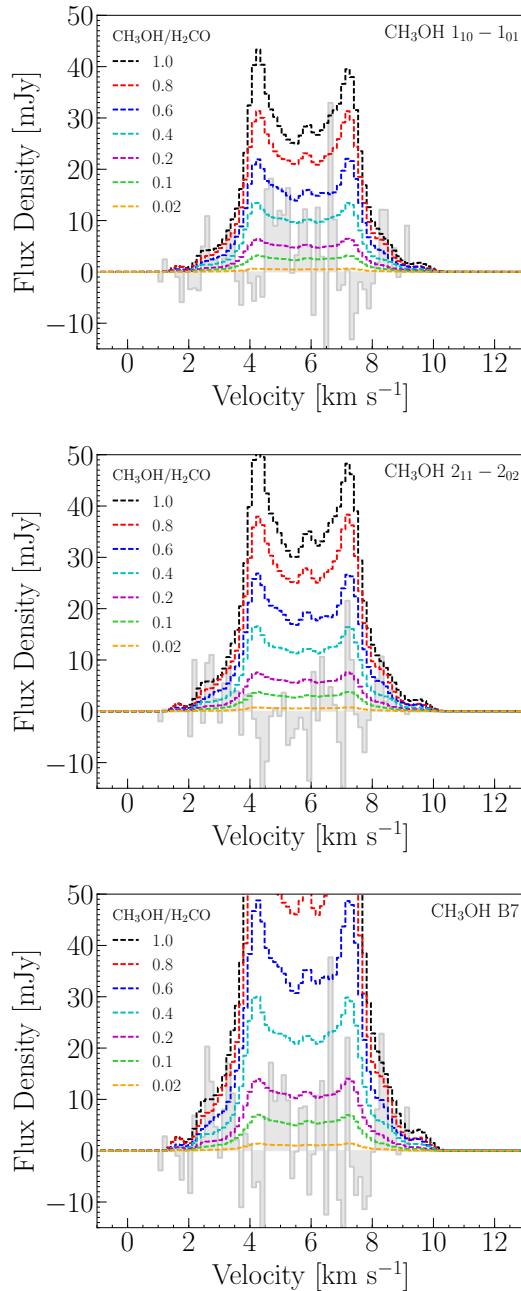 CH₃OH/H₂CO
CH₃OH 1₁₀ − 1₀₁
1.0
0.8
0.6
0.4
0.2
0.1
0.02
50
40
30
20
10
0
−10
Flux Density [mJy]
0 2 4 6 8 10 12
Velocity [km s⁻¹]
CH₃OH/H₂CO
CH₃OH 2₁₁ − 2₀₂
1.0
0.8
0.6
0.4
0.2
0.1
0.02
50
40
30
20
10
0
−10
Flux Density [mJy]
0 2 4 6 8 10 12
Velocity [km s⁻¹]
CH₃OH/H₂CO
CH₃OH B7
1.0
0.8
0.6
0.4
0.2
0.1
0.02
50
40
30
20
10
0
−10
Flux Density [mJy]
0 2 4 6 8 10 12
Velocity [km s⁻¹]